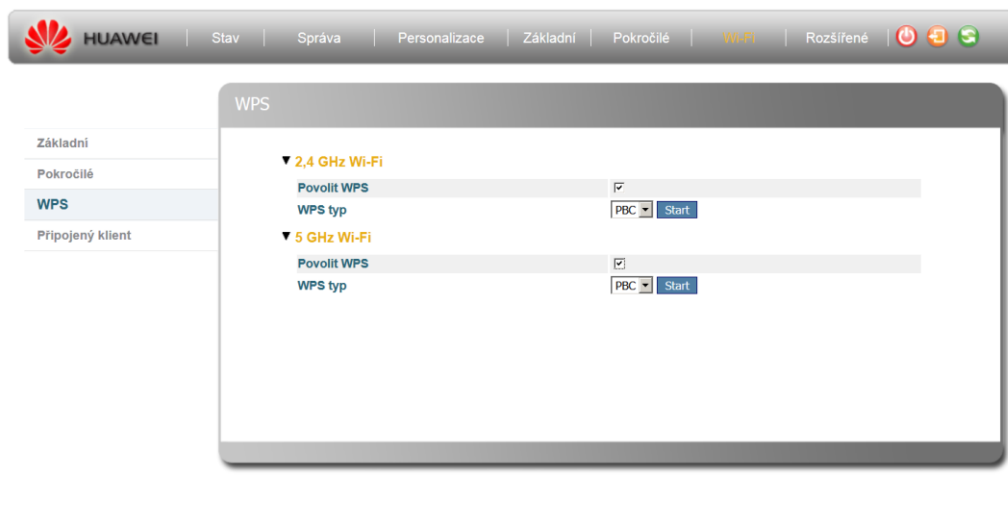 HUAWEI
Stav
Správa
Personalizace
Základní
Pokročilé
Wi-Fi
Rozšířené
WPS
Základní
Pokročilé
WPS
Připojený klient
2,4 GHz Wi-Fi
Povolit WPS
WPS typ PBC Start
5 GHz Wi-Fi
Povolit WPS
WPS typ PBC Start